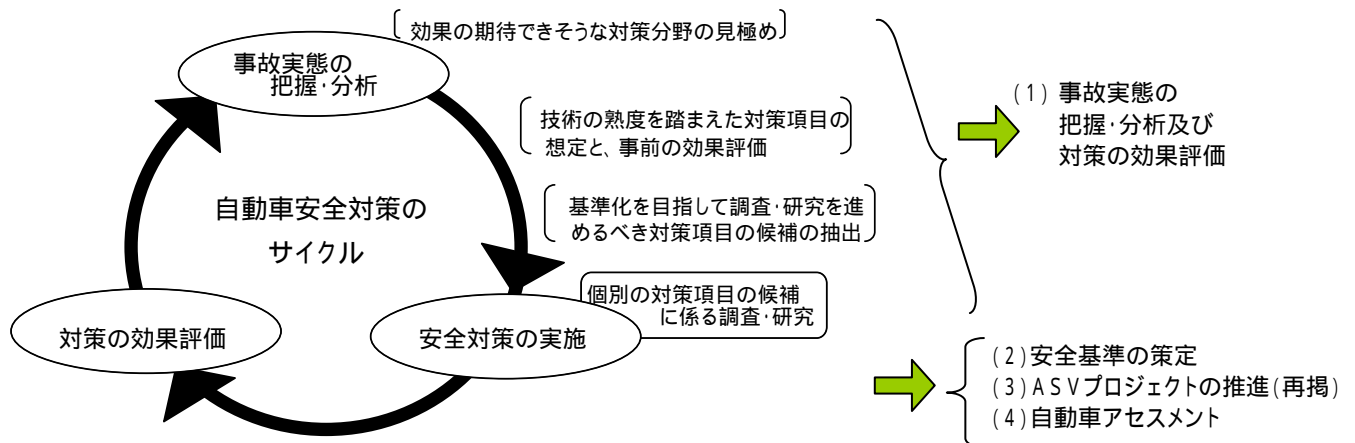 効果の期待できそうな対策分野の見極め
事故実態の
把握･分析
技術の熟度を踏まえた対策項目の
想定と、事前の効果評価
(1) 事故実態の
把握･分析及び
対策の効果評価
自動車安全対策の
サイクル
基準化を目指して調査･研究を進
めるべき対策項目の候補の抽出
個別の対策項目の候補
に係る調査･研究
対策の効果評価
安全対策の実施
(2)安全基準の策定
(3)ASVプロジェクトの推進(再掲)
(4)自動車アセスメント